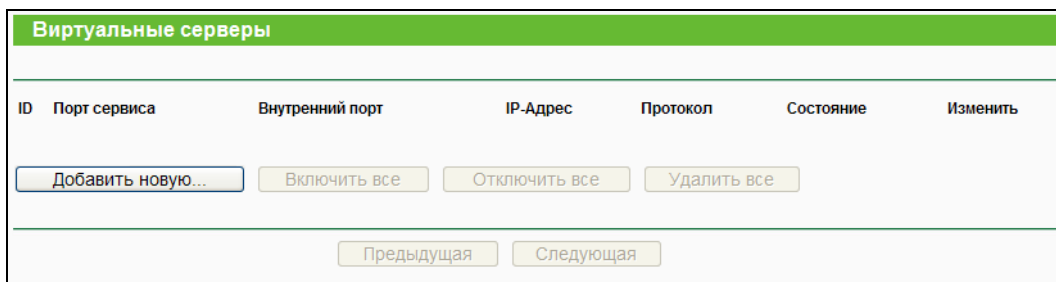 Виртуальные серверы
ID Порт сервиса Внутренний порт IP-Адрес Протокол Состояние Изменить
Добавить новую... Включить все Отключить все Удалить все
Предыдущая Следующая